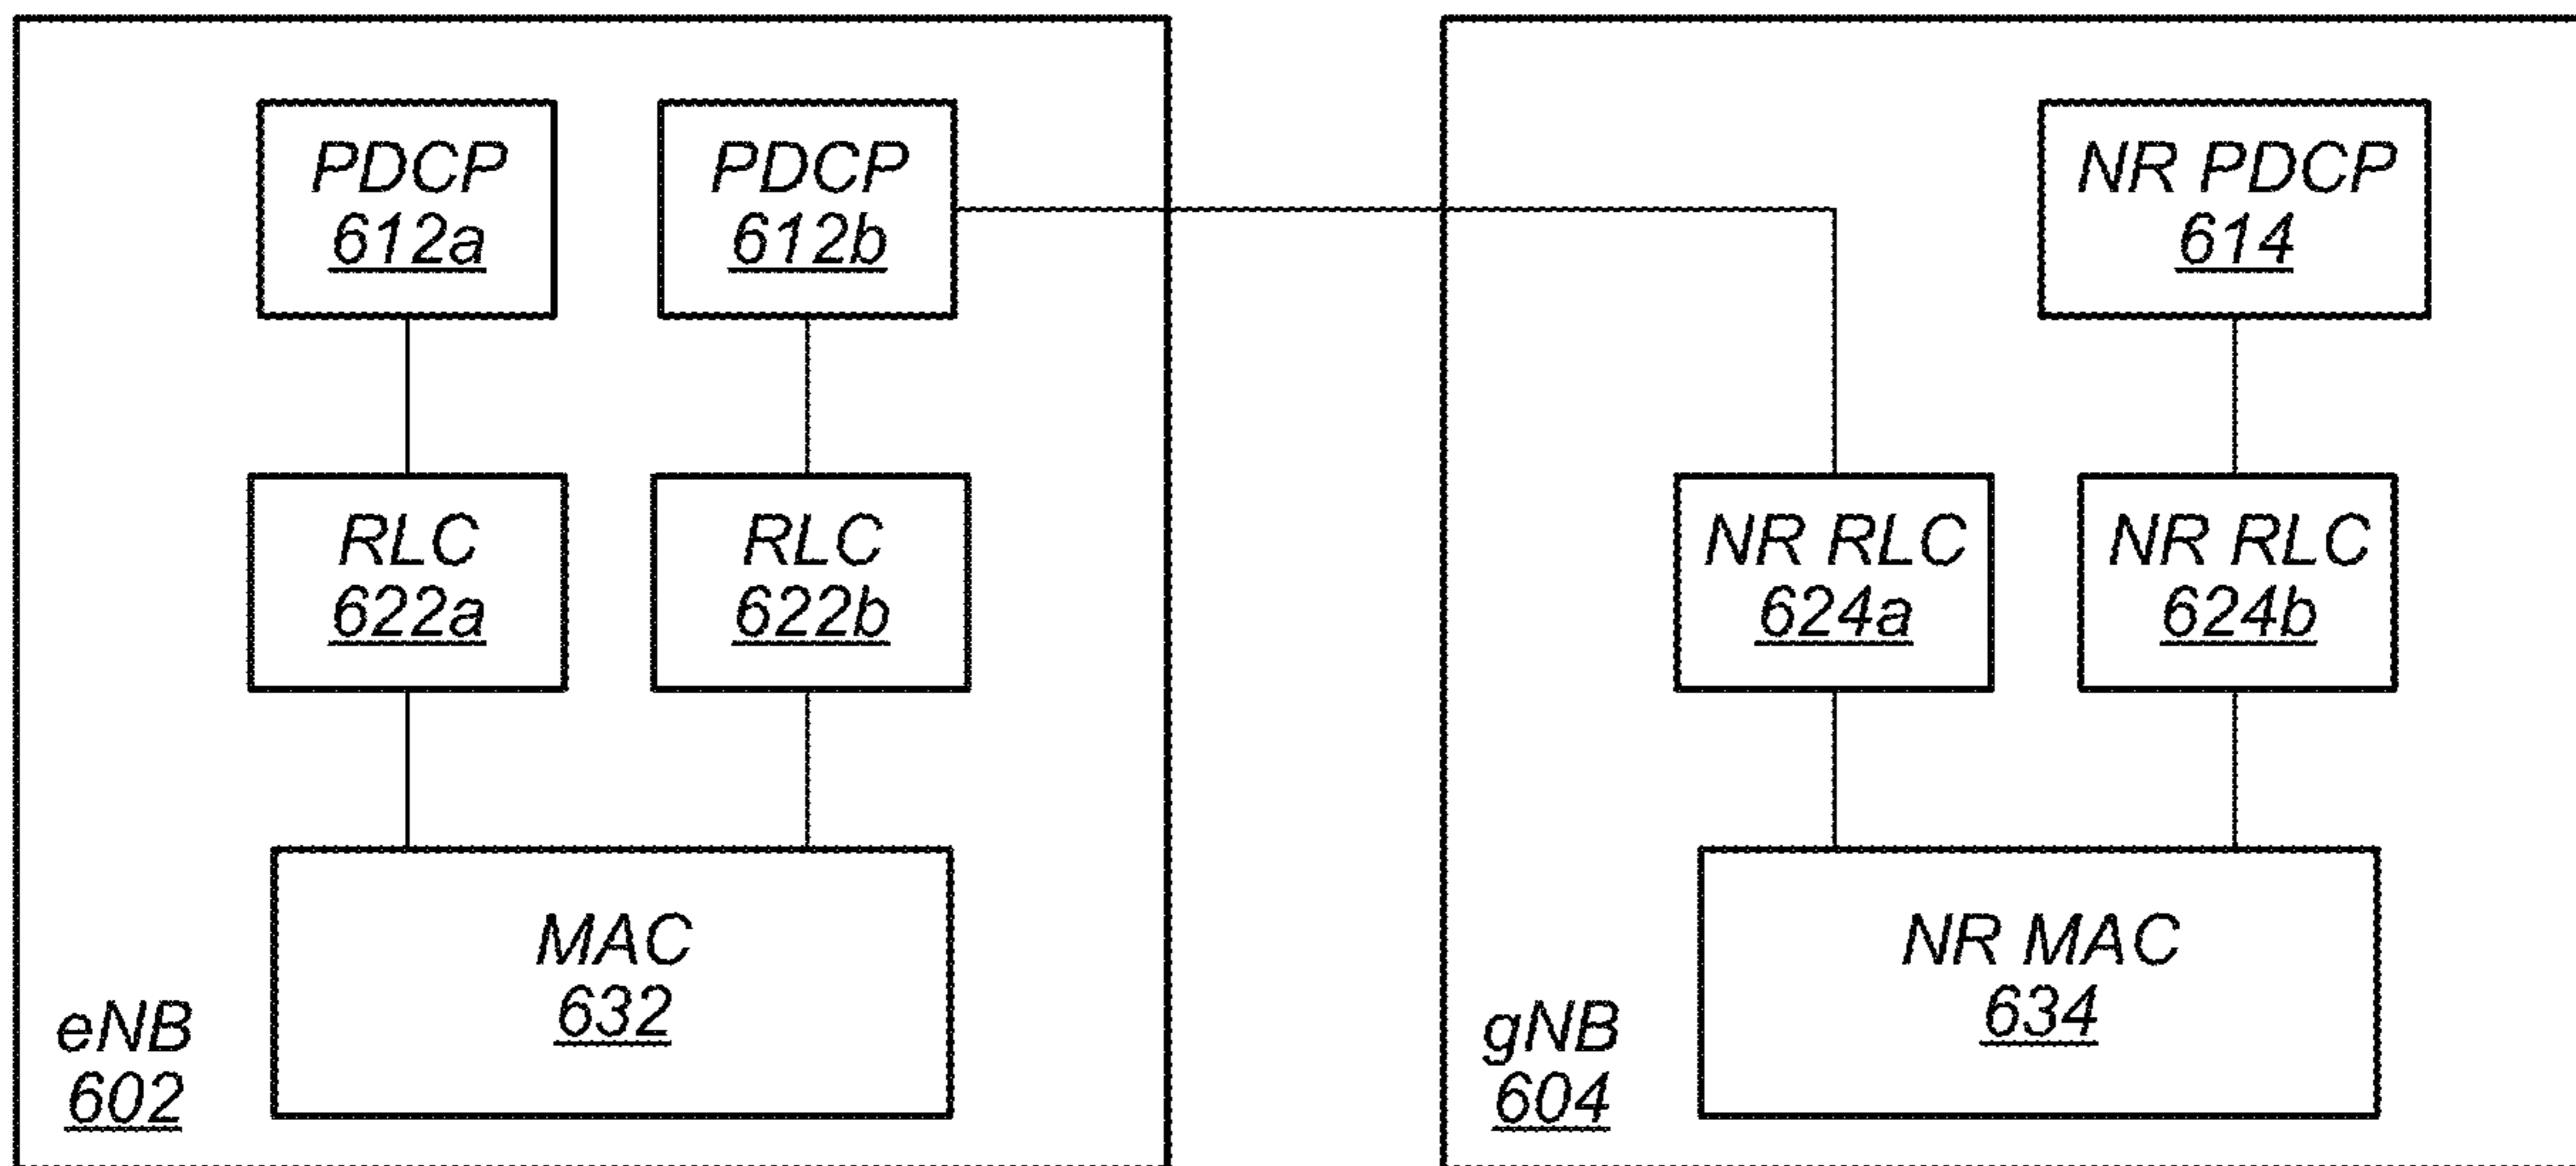 PDCP
612a
PDCP
612b
NR PDCP
614
RLC
622a
RLC
622b
NR RLC
624a
NR RLC
624b
MAC
632
NR MAC
634
eNB
602
gNB
604